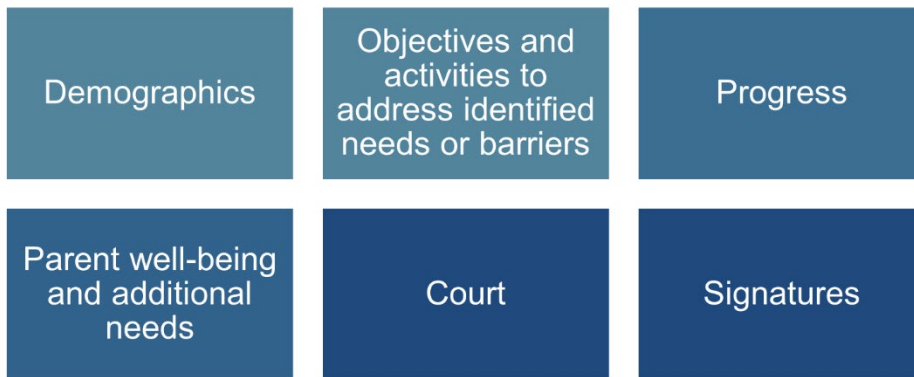 Demographics
Objectives and
activities to
address identified
needs or barriers
Progress
Parent well-being
and additional
needs
Court
Signatures